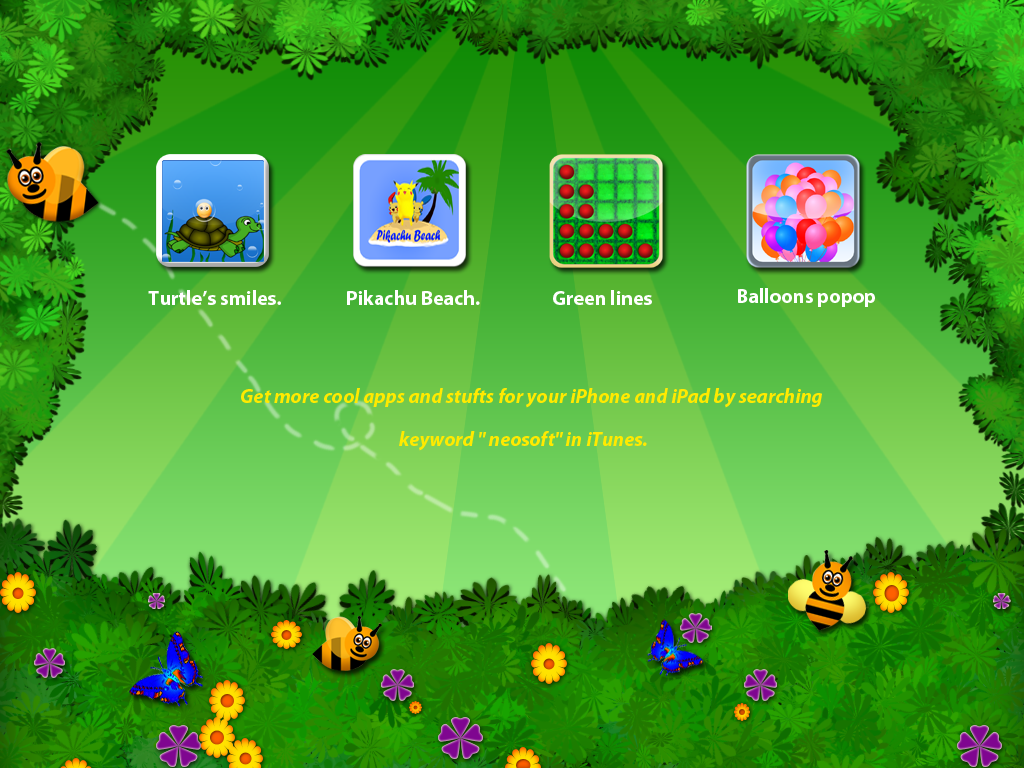 Pikachu Beach
Turtle's smiles.
Pikachu Beach.
Green lines
Balloons popop
Get more cool apps and stufts for your iPhone and iPad by searching
keyword " neosoft" in iTunes.